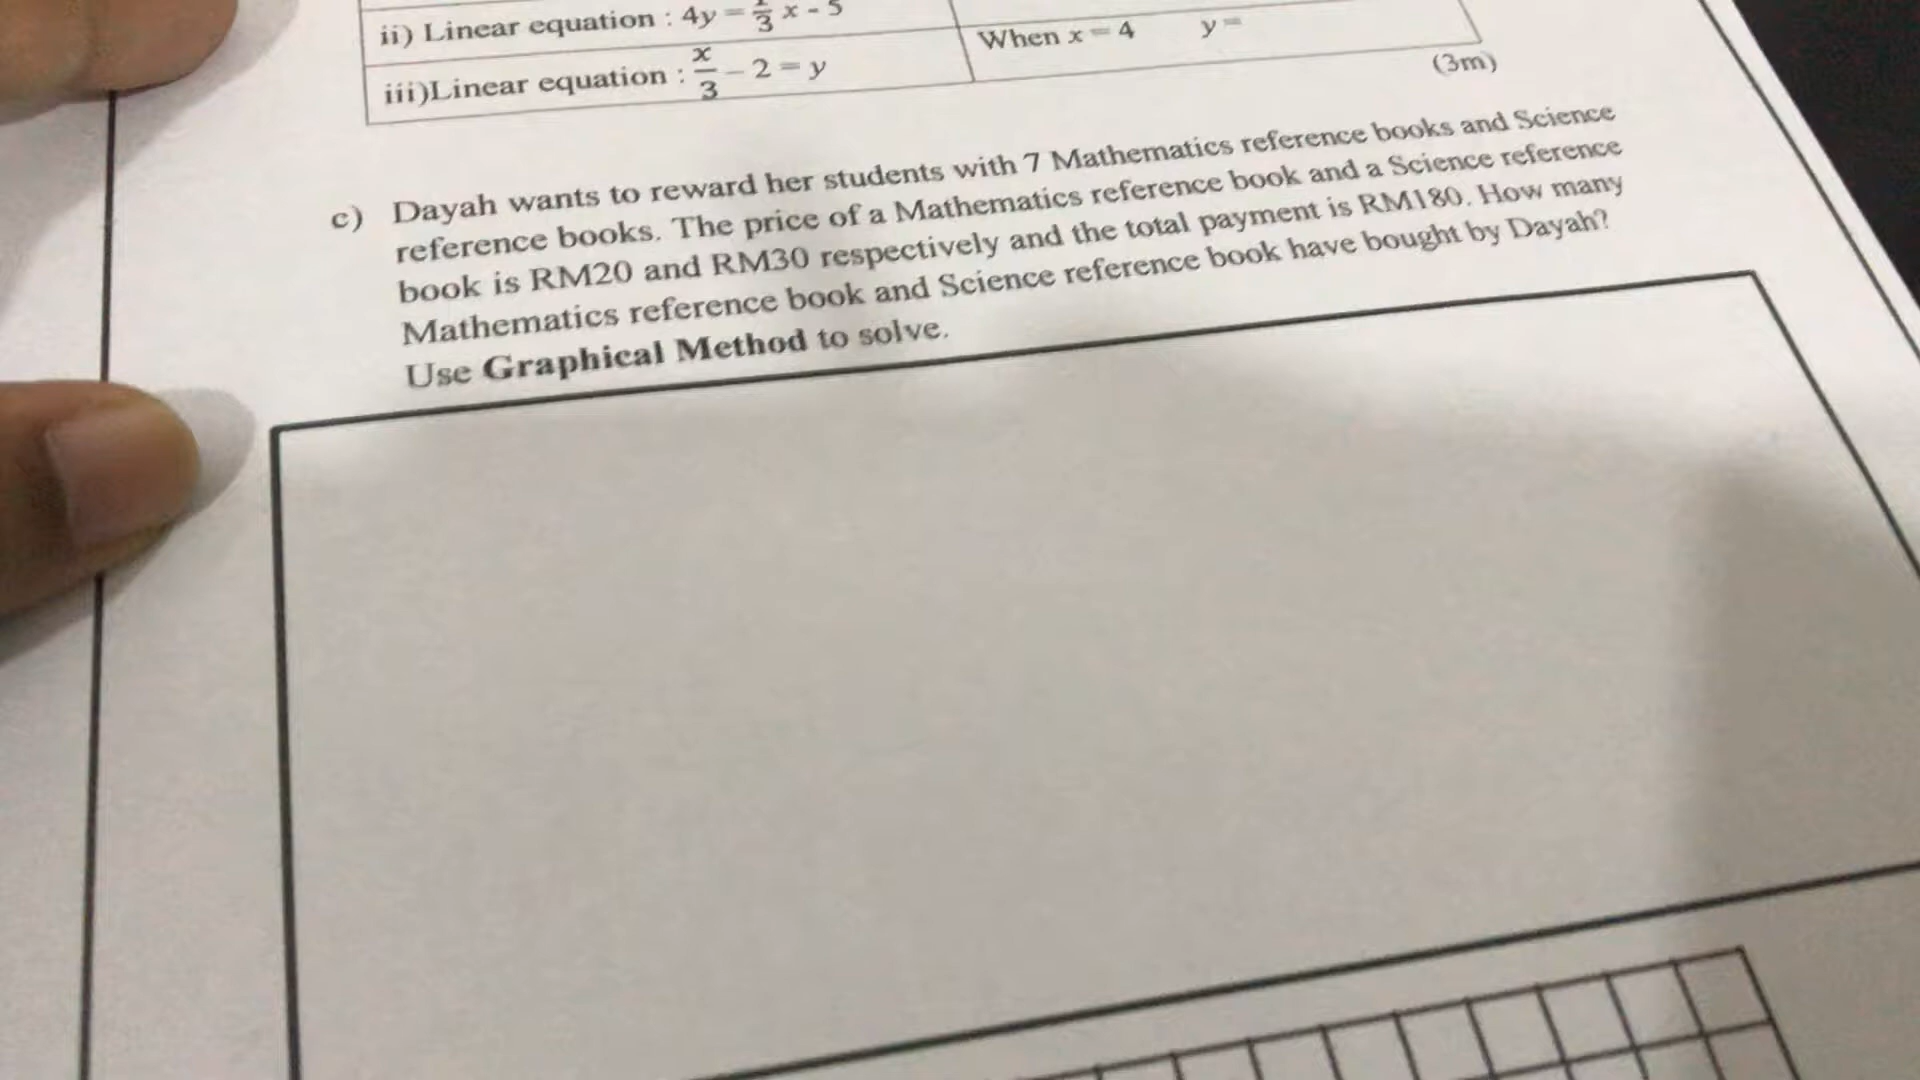 ii) Linear equation : 4y = 1/3 x - 5
When x = 4 y =
iii)Linear equation : x/3 - 2 = y
(3m)
c) Dayah wants to reward her students with 7 Mathematics reference books and Science
reference books. The price of a Mathematics reference book and a Science reference
book is RM20 and RM30 respectively and the total payment is RM180. How many
Mathematics reference book and Science reference book have bought by Dayah?
Use Graphical Method to solve.